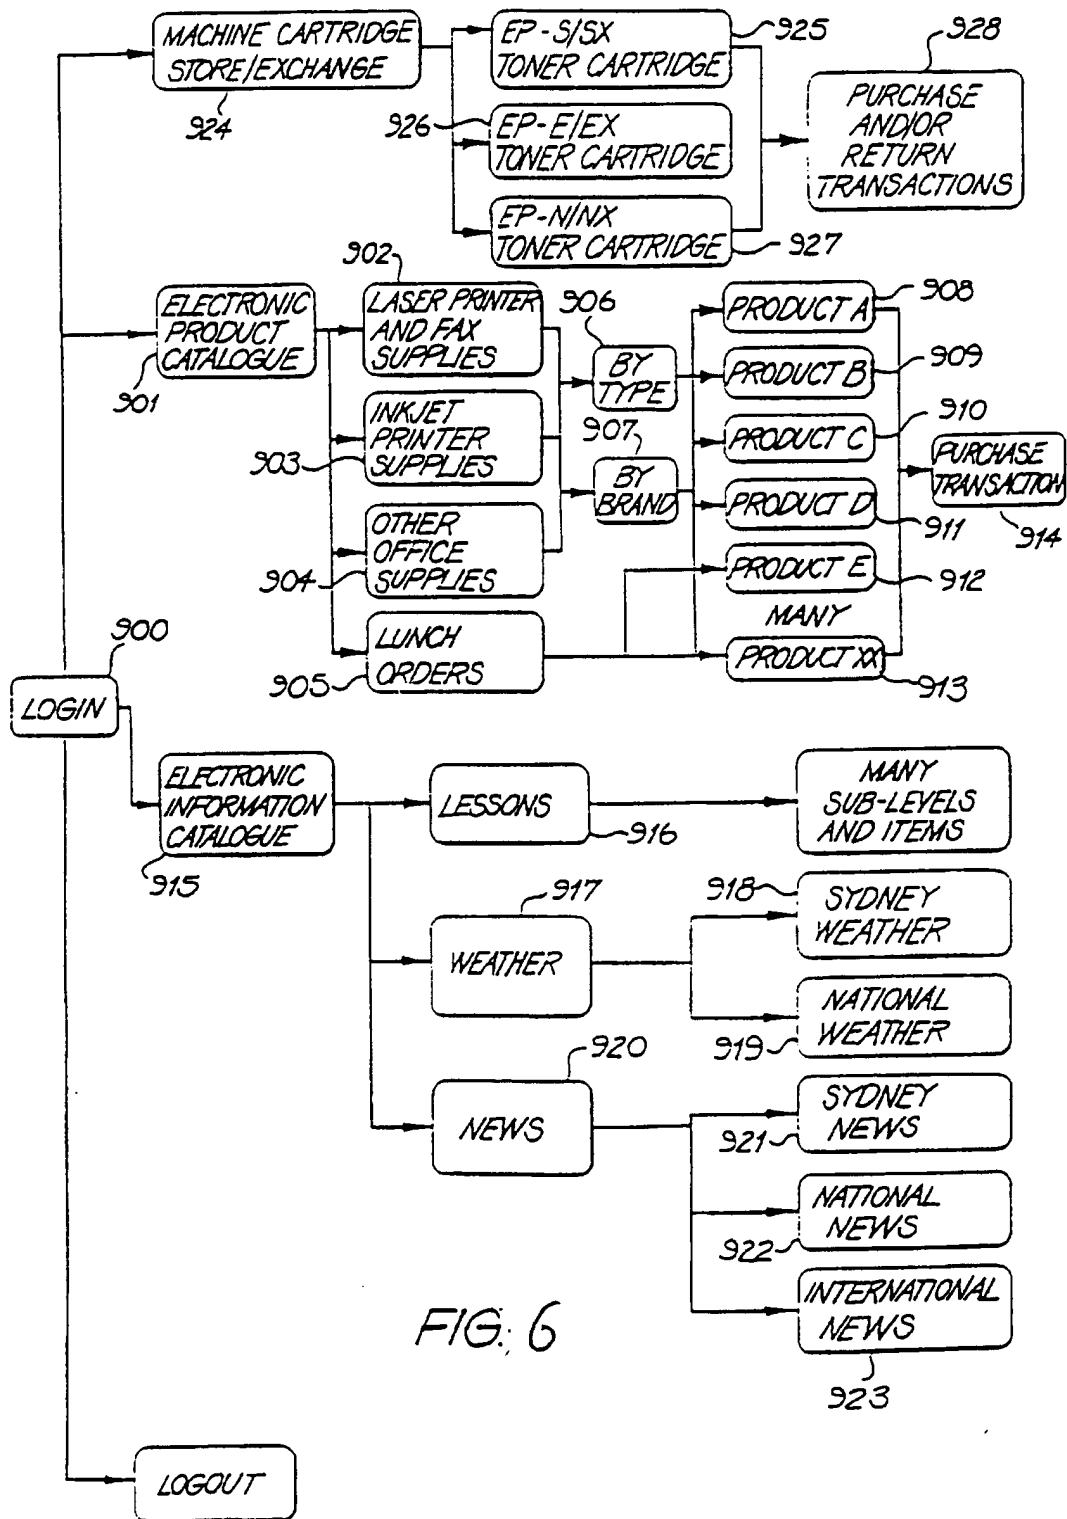 MACHINE CARTRIDGE
STORE/EXCHANGE
924
EP-S/SX
TONER CARTRIDGE
925
926
EP-E/EX
TONER CARTRIDGE
EP-N/NX
TONER CARTRIDGE
927
928
PURCHASE
AND/OR
RETURN
TRANSACTIONS
ELECTRONIC
PRODUCT
CATALOGUE
901
902
LASER PRINTER
AND FAX
SUPPLIES
INKJET
PRINTER
SUPPLIES
903
OTHER
OFFICE
SUPPLIES
904
LUNCH
ORDERS
905
906
BY
TYPE
907
BY
BRAND
PRODUCT A
908
PRODUCT B
909
PRODUCT C
910
PRODUCT D
911
PRODUCT E
912
MANY
PRODUCT XX
913
PURCHASE
TRANSACTION
914
900
LOGIN
ELECTRONIC
INFORMATION
CATALOGUE
915
LESSONS
916
MANY
SUB-LEVELS
AND ITEMS
917
WEATHER
918
SYDNEY
WEATHER
NATIONAL
WEATHER
919
920
NEWS
SYDNEY
NEWS
921
NATIONAL
NEWS
922
INTERNATIONAL
NEWS
923
FIG. 6
LOGOUT